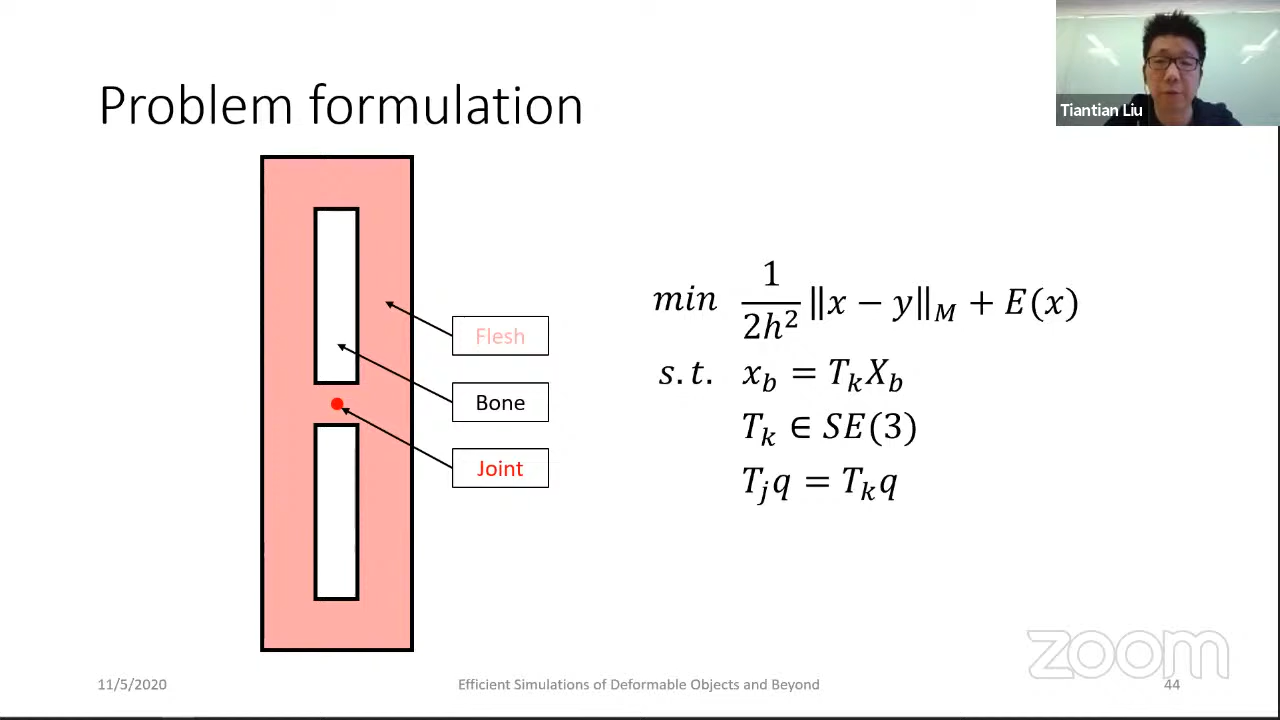 Tiantian Liu
Problem formulation
Flesh
Bone
Joint
min 1/2h² ‖x − y‖_M + E(x)
s.t. x_b = T_k X_b
T_k ∈ SE(3)
T_j q = T_k q
zoom
11/5/2020
Efficient Simulations of Deformable Objects and Beyond
44